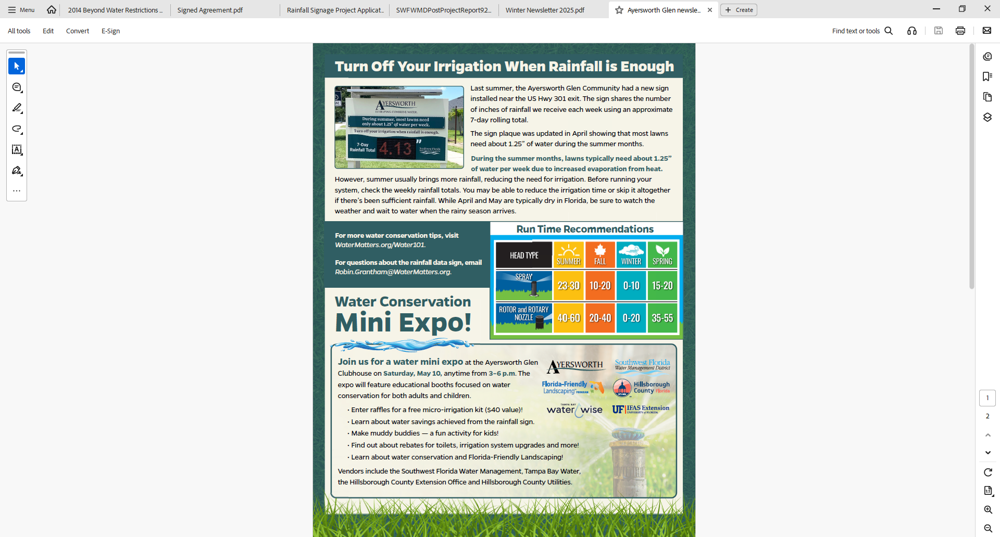 Menu
2014 Beyond Water Restrictions ...
Signed Agreement.pdf
Rainfall Signage Project Applicat...
SWFWMDPostProjectReport9.2...
Winter Newsletter 2025.pdf
Ayersworth Glen newsle...
Create
All tools
Edit
Convert
E-Sign
Find text or tools
Turn Off Your Irrigation When Rainfall is Enough
AYERSWORTH
IS HELPING CONSERVE WATER.
During summer, most lawns need
only about 1.25" of water per week.
Turn off your irrigation when rainfall is enough.
7-Day
Rainfall Total
4.13"
Southwest Florida
Last summer, the Ayersworth Glen Community had a new sign
installed near the US Hwy 301 exit. The sign shares the number
of inches of rainfall we receive each week using an approximate
7-day rolling total.
The sign plaque was updated in April showing that most lawns
need about 1.25” of water during the summer months.
During the summer months, lawns typically need about 1.25”
of water per week due to increased evaporation from heat.
However, summer usually brings more rainfall, reducing the need for irrigation. Before running your
system, check the weekly rainfall totals. You may be able to reduce the irrigation time or skip it altogether
if there’s been sufficient rainfall. While April and May are typically dry in Florida, be sure to watch the
weather and wait to water when the rainy season arrives.
For more water conservation tips, visit
WaterMatters.org/Water101.
For questions about the rainfall data sign, email
Robin.Grantham@WaterMatters.org.
Run Time Recommendations
HEAD TYPE SUMMER FALL WINTER SPRING
SPRAY 23-30 10-20 0-10 15-20
ROTOR and ROTARY
NOZZLE 40-60 20-40 0-20 35-55
Water Conservation
Mini Expo!
Join us for a water mini expo at the Ayersworth Glen
Clubhouse on Saturday, May 10, anytime from 3–6 p.m. The
expo will feature educational booths focused on water
conservation for both adults and children.
· Enter raffles for a free micro-irrigation kit ($40 value)!
· Learn about water savings achieved from the rainfall sign.
· Make muddy buddies — a fun activity for kids!
· Find out about rebates for toilets, irrigation system upgrades and more!
· Learn about water conservation and Florida-Friendly Landscaping!
Vendors include the Southwest Florida Water Management, Tampa Bay Water,
the Hillsborough County Extension Office and Hillsborough County Utilities.
AYERSWORTH
Southwest Florida
Water Management District
Florida-Friendly
Landscaping™ PROGRAM
Hillsborough
County Florida
TAMPA BAY
water wise
UF IFAS Extension
UNIVERSITY of FLORIDA
1
2